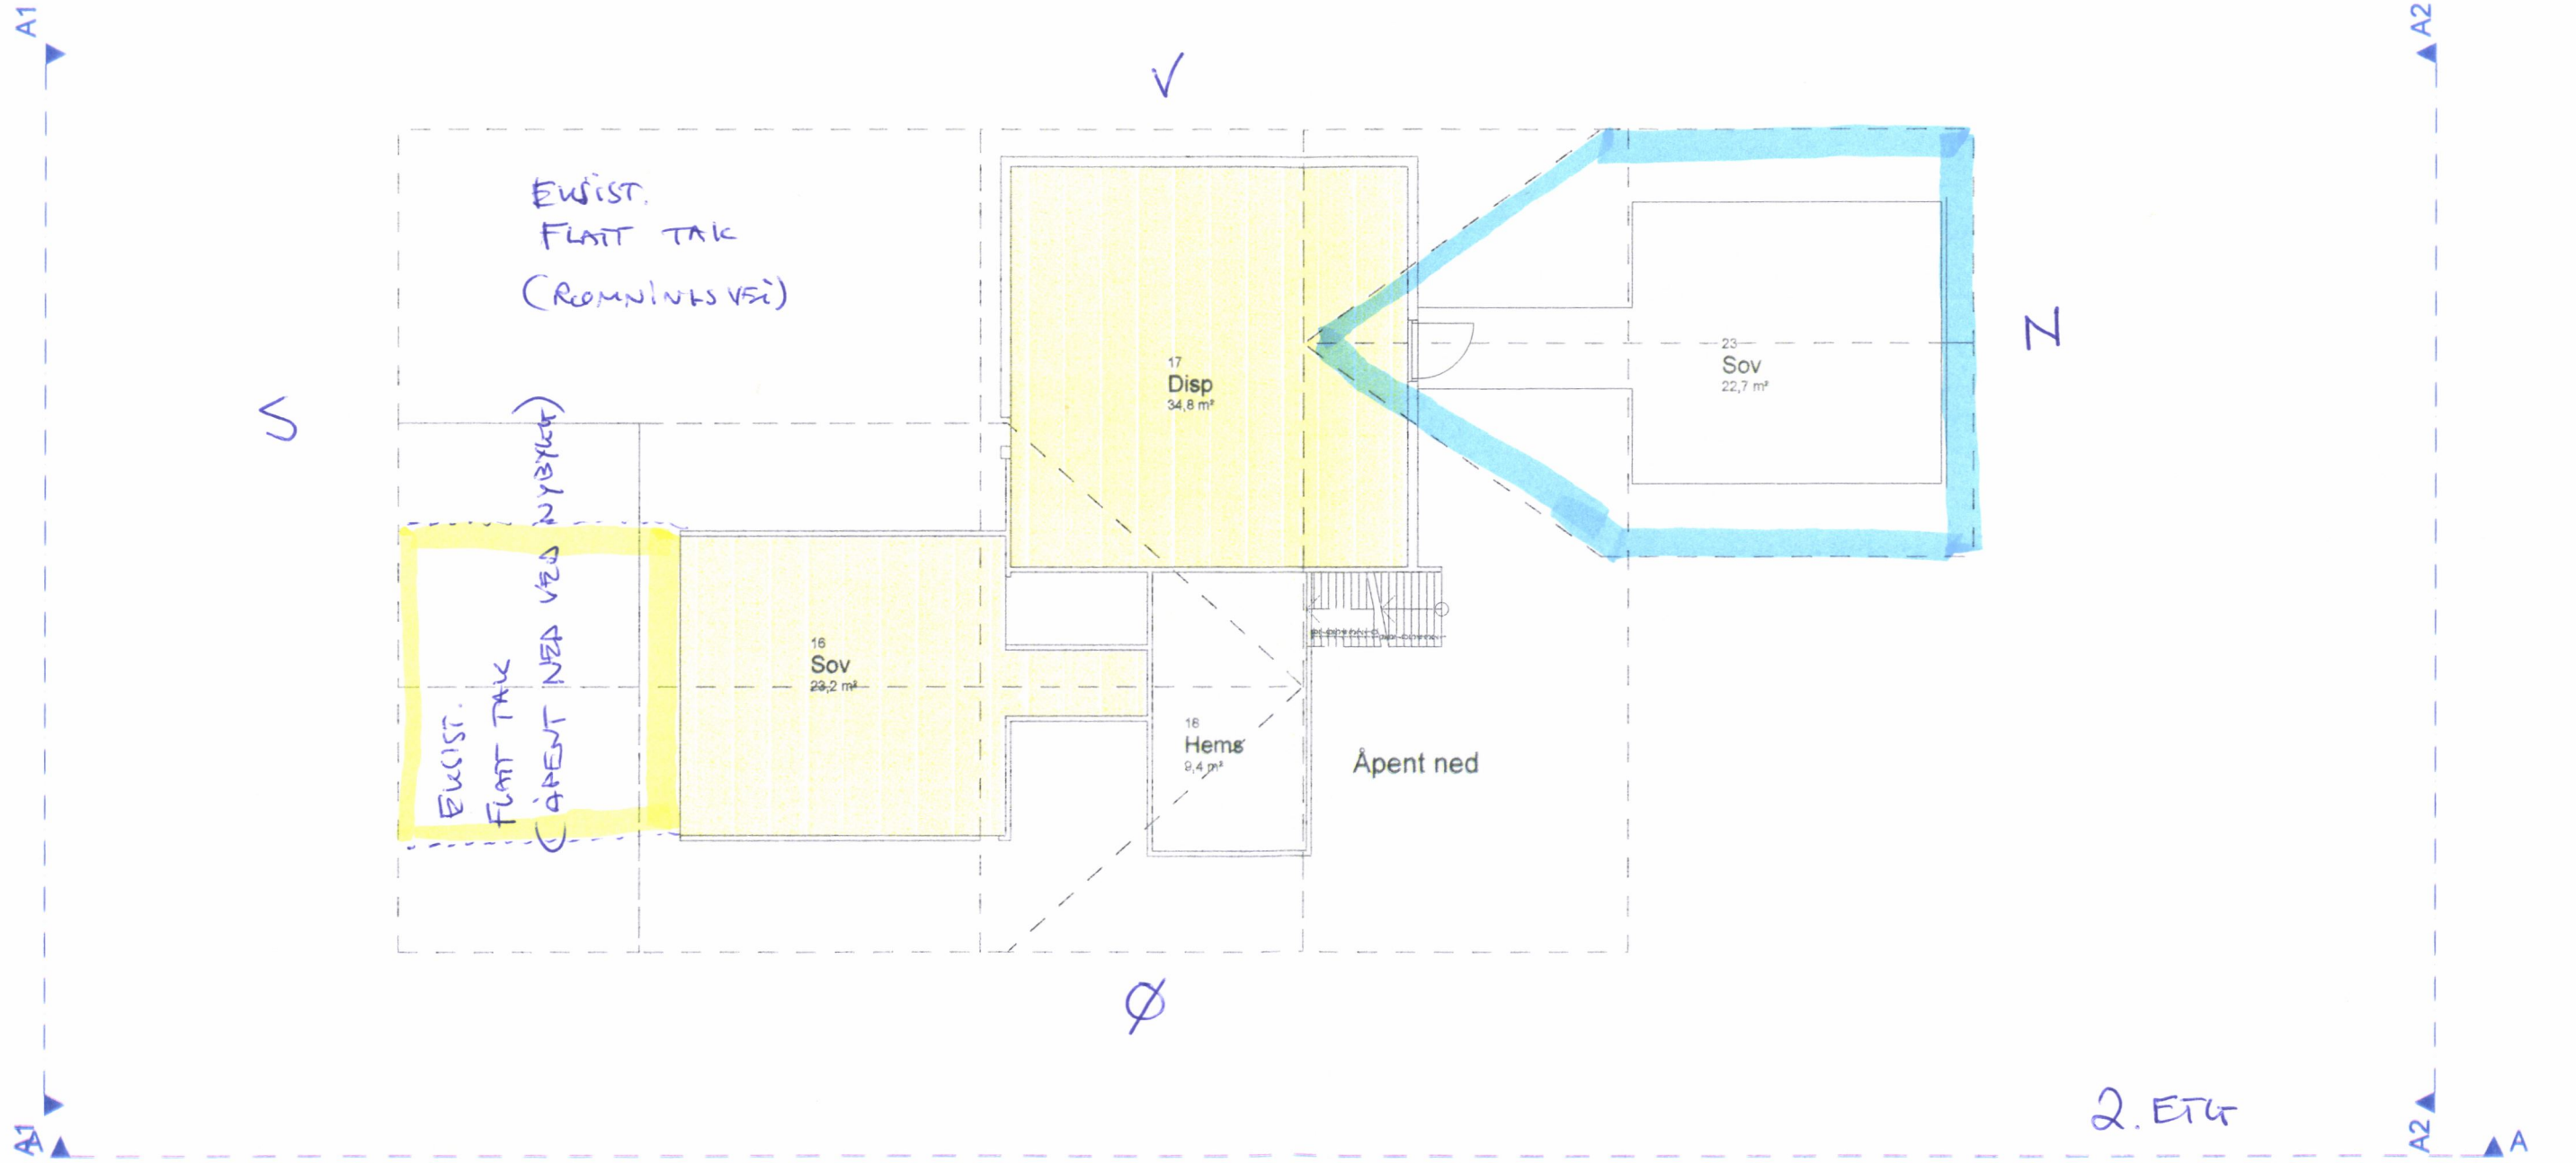 A1
A2
V
EKSIST.
FLATT TAK
(RØMNINGSVEI)
S
N
17
Disp
34,8 m²
23
Sov
22,7 m²
EKSIST.
FLATT TAK
(ÅPENT NED VED NYBYGG)
16
Sov
23,2 m²
18
Hems
9,4 m²
Åpent ned
Ø
2. ETG
A1
A
A2
A